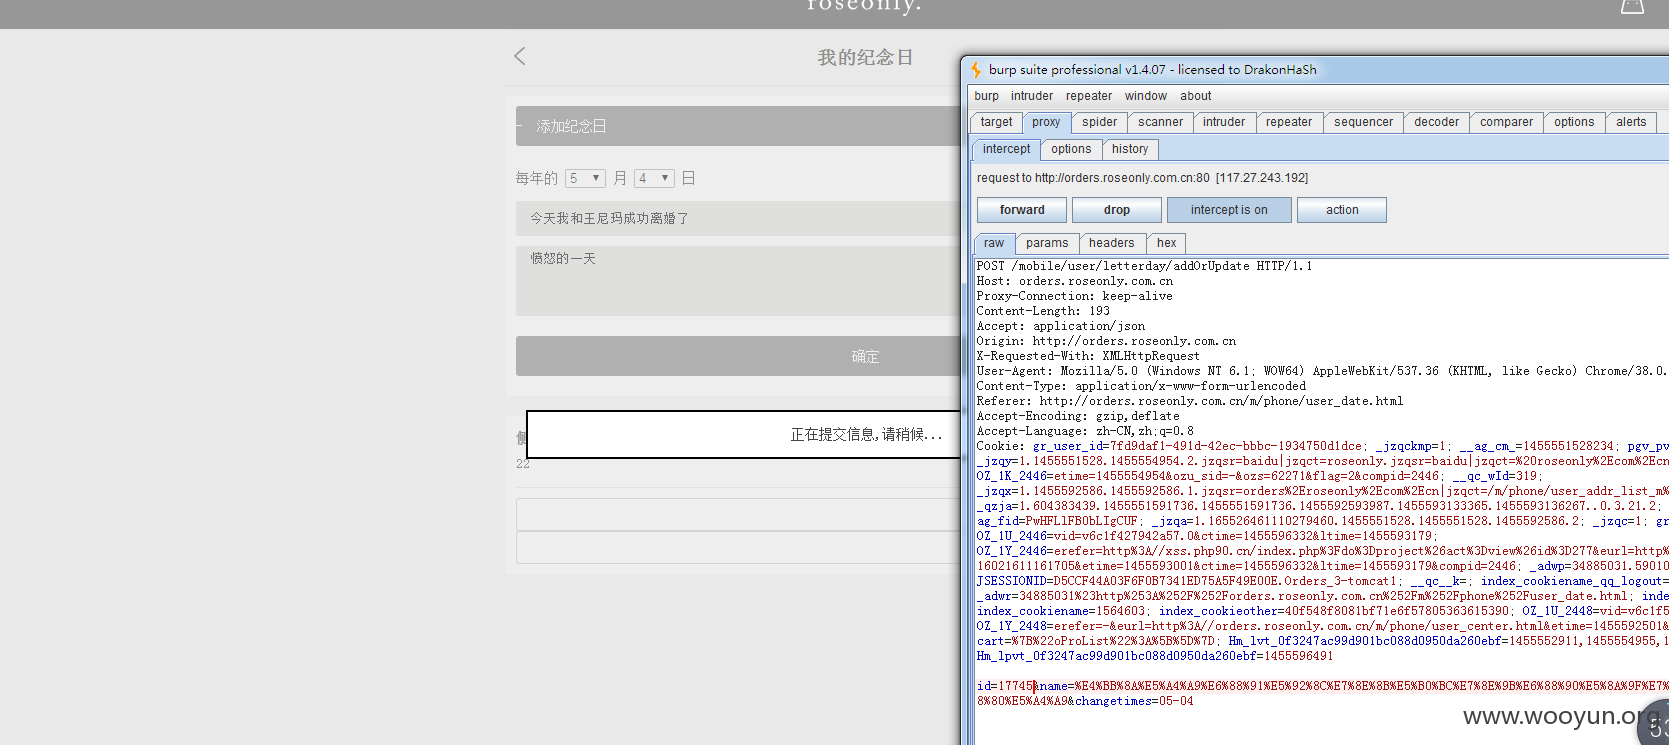 roseonly.
我的纪念日
添加纪念日
每年的 5 月 4 日
今天我和王尼玛成功离婚了
愤怒的一天
确定
正在提交信息,请稍候...
22
burp suite professional v1.4.07 - licensed to DrakonHaSh
burp intruder repeater window about
target proxy spider scanner intruder repeater sequencer decoder comparer options alerts
intercept options history
request to http://orders.roseonly.com.cn:80 [117.27.243.192]
forward drop intercept is on action
raw params headers hex
POST /mobile/user/letterday/addOrUpdate HTTP/1.1
Host: orders.roseonly.com.cn
Proxy-Connection: keep-alive
Content-Length: 193
Accept: application/json
Origin: http://orders.roseonly.com.cn
X-Requested-With: XMLHttpRequest
User-Agent: Mozilla/5.0 (Windows NT 6.1; WOW64) AppleWebKit/537.36 (KHTML, like Gecko) Chrome/38.0.
Content-Type: application/x-www-form-urlencoded
Referer: http://orders.roseonly.com.cn/m/phone/user_date.html
Accept-Encoding: gzip,deflate
Accept-Language: zh-CN,zh;q=0.8
Cookie: gr_user_id=7fd9daf1-491d-42ec-bbbc-1934750d1dce; _jzqckmp=1; __ag_cm_=1455551528234; pgv_pv
_jzqy=1.1455551528.1455554954.2.jzqsr=baidu|jzqct=roseonly.jzqsr=baidu|jzqct=%20roseonly%2Ecom%2Ecn
OZ_1K_2446=etime=1455554954&ozu_sid=-&ozs=62271&flag=2&compid=2446; __qc_wId=319;
_jzqx=1.1455592586.1455592586.1.jzqsr=orders%2Eroseonly%2Ecom%2Ecn|jzqct=/m/phone/user_addr_list_m%
_qzja=1.604383439.1455551591736.1455551591736.1455592593987.1455593133365.1455593136267..0.3.21.2;
ag_fid=PwHFL1FB0bLIgCUF; _jzqa=1.165526461110279460.1455551528.1455551528.1455592586.2; _jzqc=1; gr
OZ_1U_2446=vid=v6c1f427942a57.0&ctime=1455596332&ltime=1455593179;
OZ_1Y_2446=erefer=http%3A//xss.php90.cn/index.php%3Fdo%3Dproject%26act%3Dview%26id%3D277&eurl=http%
16021611161705&etime=1455593001&ctime=1455596332&ltime=1455593179&compid=2446; _adwp=34885031.59010
JSESSIONID=D5CCF44A03F6F0B7341ED75A5F49E00E.Orders_3-tomcat1; __qc__k=; index_cookiename_qq_logout=
_adwr=34885031%23http%253A%252F%252Forders.roseonly.com.cn%252Fm%252Fphone%252Fuser_date.html; inde
index_cookiename=1564603; index_cookieother=40f548f8081bf71e6f57805363615390; OZ_1U_2448=vid=v6c1f5
OZ_1Y_2448=erefer=-&eurl=http%3A//orders.roseonly.com.cn/m/phone/user_center.html&etime=1455592501&
cart=%7B%22oProList%22%3A%5B%5D%7D; Hm_lvt_0f3247ac99d901bc088d0950da260ebf=1455552911,1455554955,1
Hm_lpvt_0f3247ac99d901bc088d0950da260ebf=1455596491
id=17745&name=%E4%BB%8A%E5%A4%A9%E6%88%91%E5%92%8C%E7%8E%8B%E5%B0%BC%E7%8E%9B%E6%88%90%E5%8A%9F%E7%
8%80%E5%A4%A9&changetimes=05-04
www.wooyun.org
53